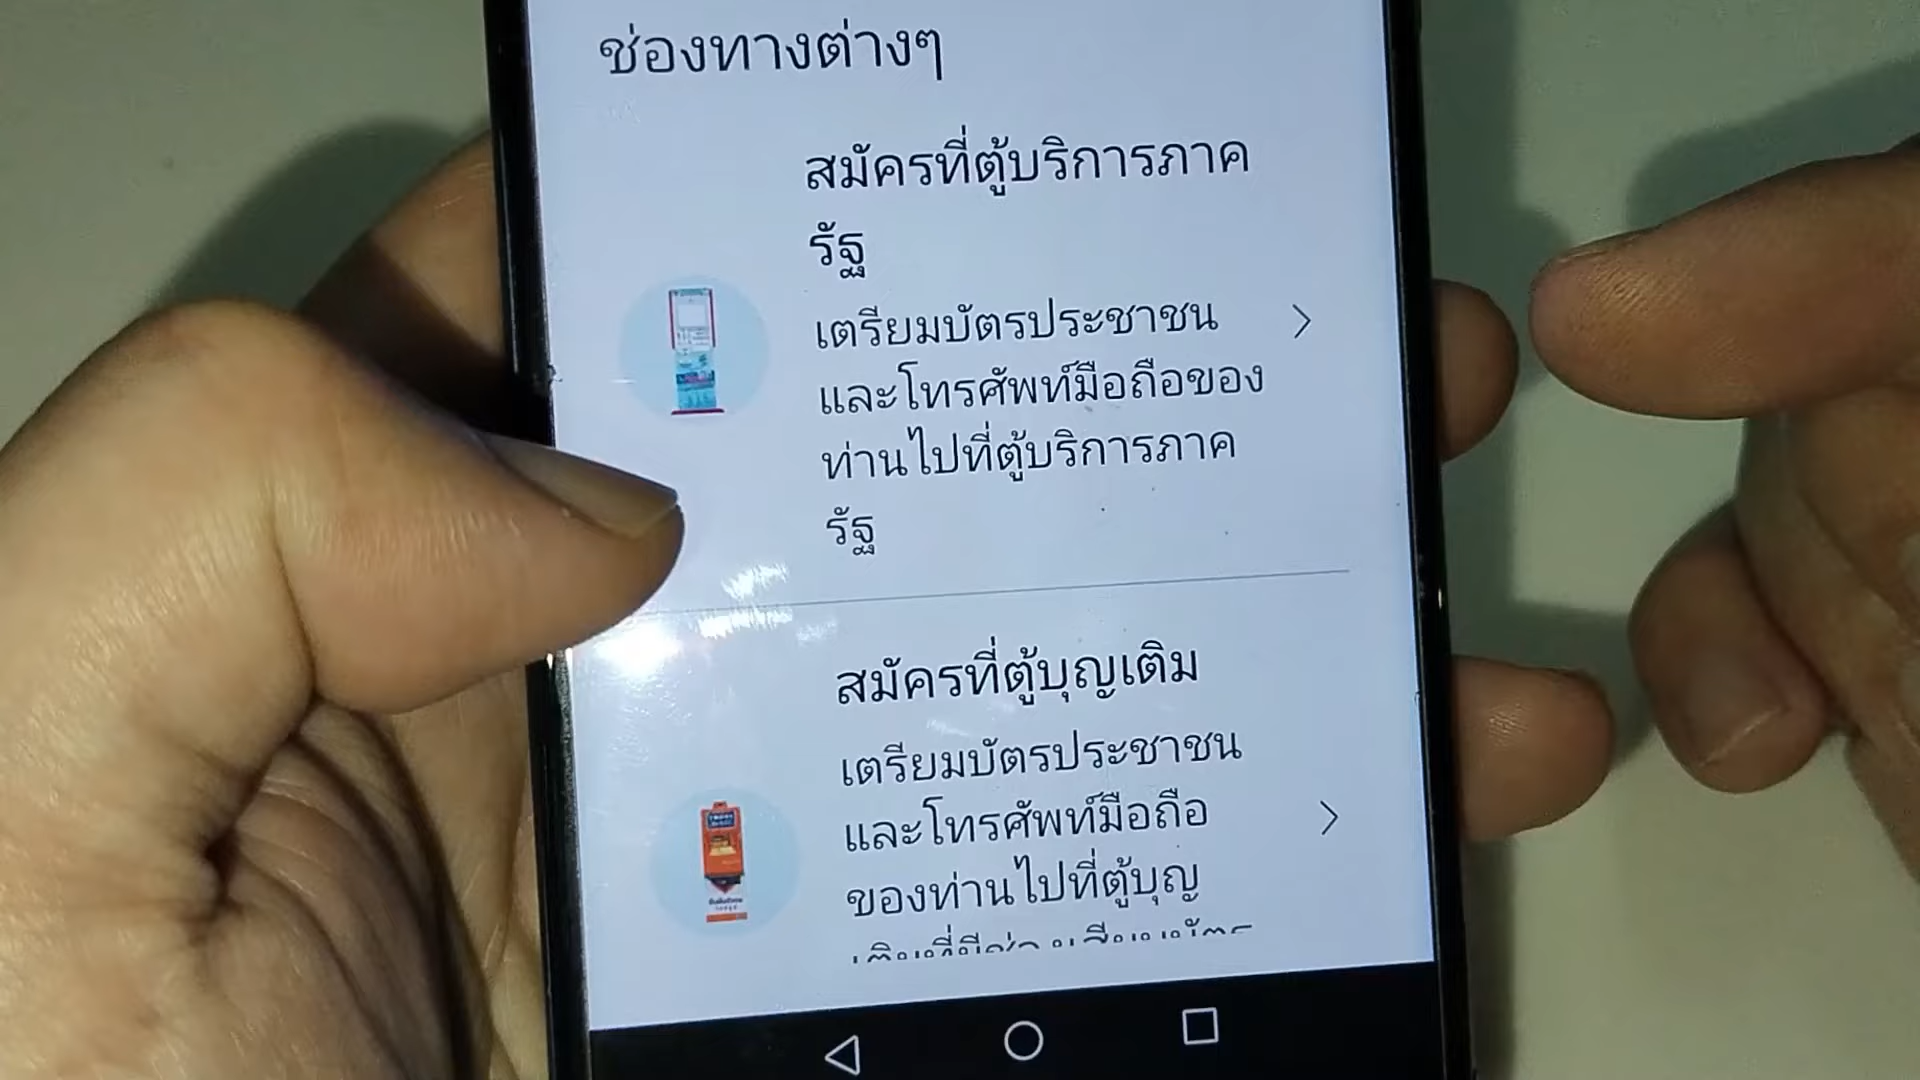 ช่องทางต่างๆ
สมัครที่ตู้บริการภาค
รัฐ
เตรียมบัตรประชาชน
และโทรศัพท์มือถือของ
ท่านไปที่ตู้บริการภาค
รัฐ
สมัครที่ตู้บุญเติม
เตรียมบัตรประชาชน
และโทรศัพท์มือถือ
ของท่านไปที่ตู้บุญ